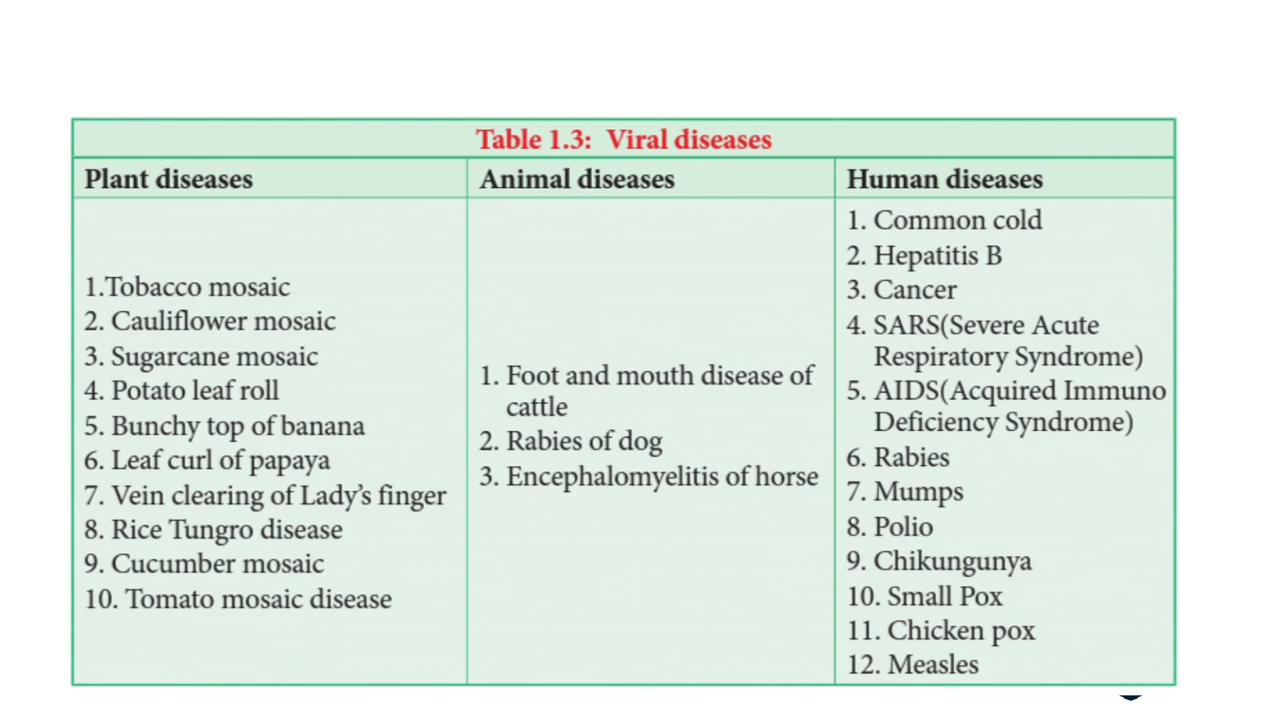 Table 1.3: Viral diseases
Plant diseases
Animal diseases
Human diseases
1.Tobacco mosaic
2. Cauliflower mosaic
3. Sugarcane mosaic
4. Potato leaf roll
5. Bunchy top of banana
6. Leaf curl of papaya
7. Vein clearing of Lady’s finger
8. Rice Tungro disease
9. Cucumber mosaic
10. Tomato mosaic disease
1. Foot and mouth disease of
cattle
2. Rabies of dog
3. Encephalomyelitis of horse
1. Common cold
2. Hepatitis B
3. Cancer
4. SARS(Severe Acute
Respiratory Syndrome)
5. AIDS(Acquired Immuno
Deficiency Syndrome)
6. Rabies
7. Mumps
8. Polio
9. Chikungunya
10. Small Pox
11. Chicken pox
12. Measles